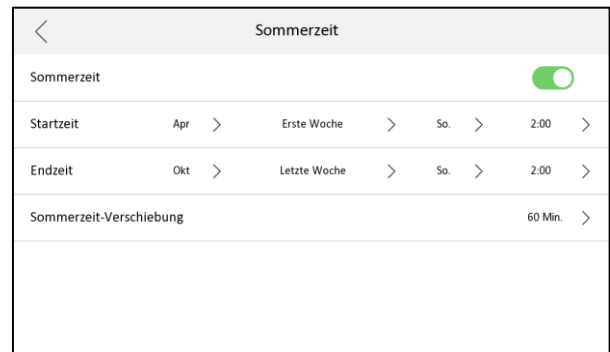 Sommerzeit
Sommerzeit
Startzeit Apr Erste Woche So. 2:00
Endzeit Okt Letzte Woche So. 2:00
Sommerzeit-Verschiebung 60 Min.